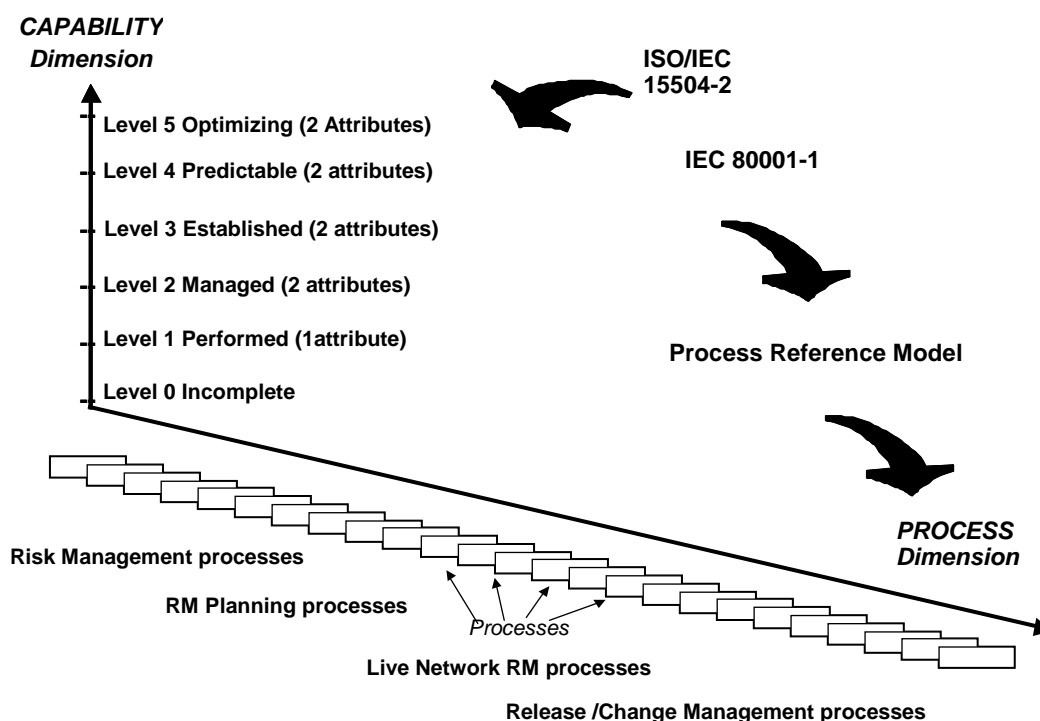 CAPABILITY
Dimension
ISO/IEC
15504-2
Level 5 Optimizing (2 Attributes)
IEC 80001-1
Level 4 Predictable (2 attributes)
Level 3 Established (2 attributes)
Level 2 Managed (2 attributes)
Level 1 Performed (1attribute)
Process Reference Model
Level 0 Incomplete
PROCESS
Dimension
Risk Management processes
RM Planning processes
Processes
Live Network RM processes
Release /Change Management processes